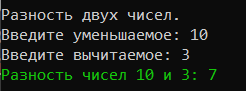 Разность двух чисел.
Введите уменьшаемое: 10
Введите вычитаемое: 3
Разность чисел 10 и 3: 7